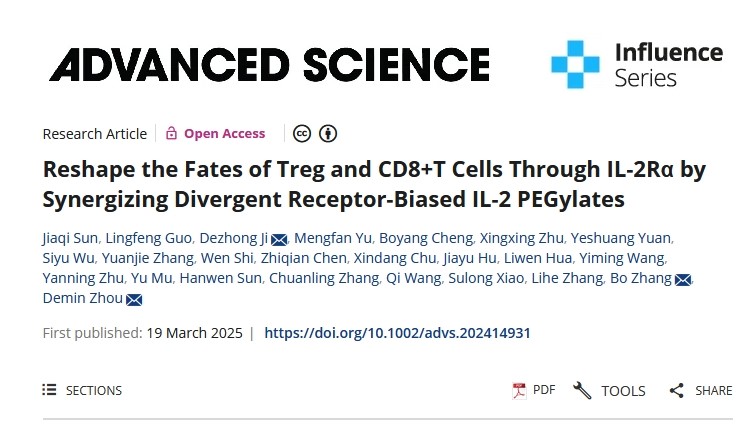 ADVANCED SCIENCE
Influence
Series
Research Article
Open Access
cc
Reshape the Fates of Treg and CD8+T Cells Through IL-2Rα by
Synergizing Divergent Receptor-Biased IL-2 PEGylates
Jiaqi Sun, Lingfeng Guo, Dezhong Ji, Mengfan Yu, Boyang Cheng, Xingxing Zhu, Yeshuang Yuan,
Siyu Wu, Yuanjie Zhang, Wen Shi, Zhiqian Chen, Xindang Chu, Jiayu Hu, Liwen Hua, Yiming Wang,
Yanning Zhu, Yu Mu, Hanwen Sun, Chuanling Zhang, Qi Wang, Sulong Xiao, Lihe Zhang, Bo Zhang,
Demin Zhou
First published: 19 March 2025 | https://doi.org/10.1002/advs.202414931
SECTIONS
PDF
TOOLS
SHARE